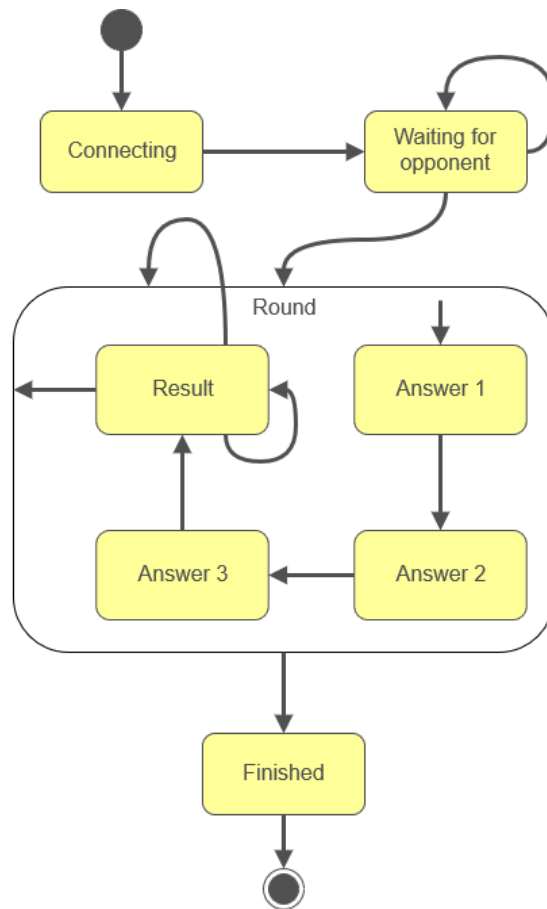 Connecting
Waiting for
opponent
Round
Result
Answer 1
Answer 3
Answer 2
Finished